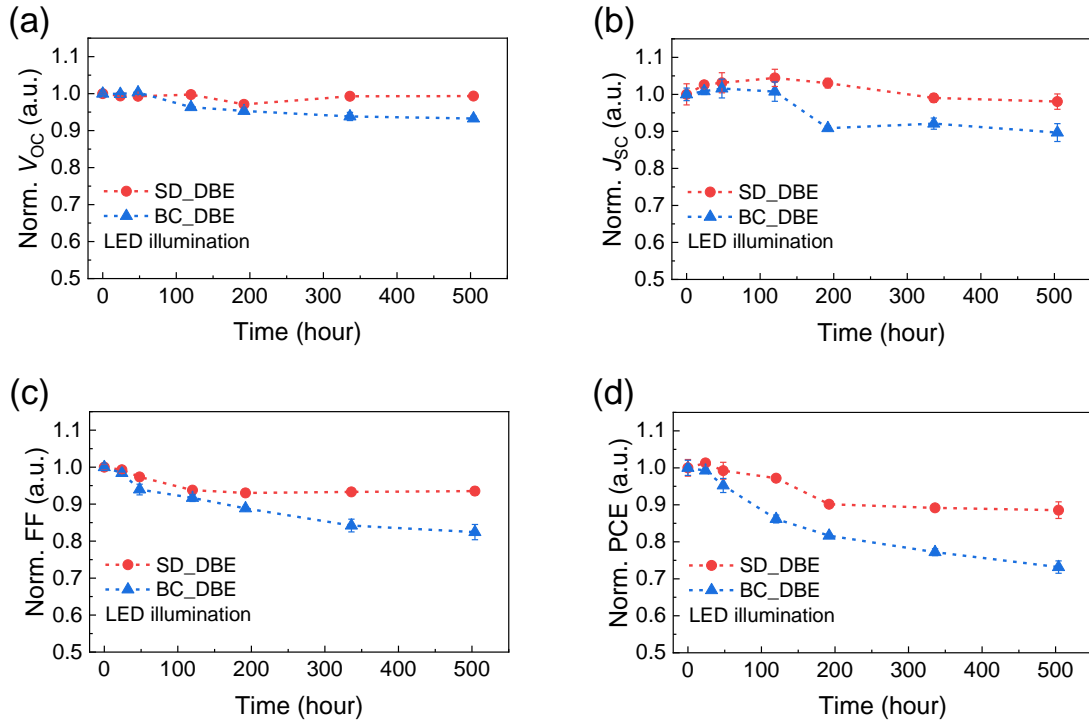 (a)
1.1
1.0
0.9
0.8
0.7
0.6
0.5
Norm. VOC (a.u.)
SD_DBE
BC_DBE
LED illumination
0 100 200 300 400 500
Time (hour)
(b)
1.1
1.0
0.9
0.8
0.7
0.6
0.5
Norm. JSC (a.u.)
SD_DBE
BC_DBE
LED illumination
0 100 200 300 400 500
Time (hour)
(c)
1.1
1.0
0.9
0.8
0.7
0.6
0.5
Norm. FF (a.u.)
SD_DBE
BC_DBE
LED illumination
0 100 200 300 400 500
Time (hour)
(d)
1.1
1.0
0.9
0.8
0.7
0.6
0.5
Norm. PCE (a.u.)
SD_DBE
BC_DBE
LED illumination
0 100 200 300 400 500
Time (hour)